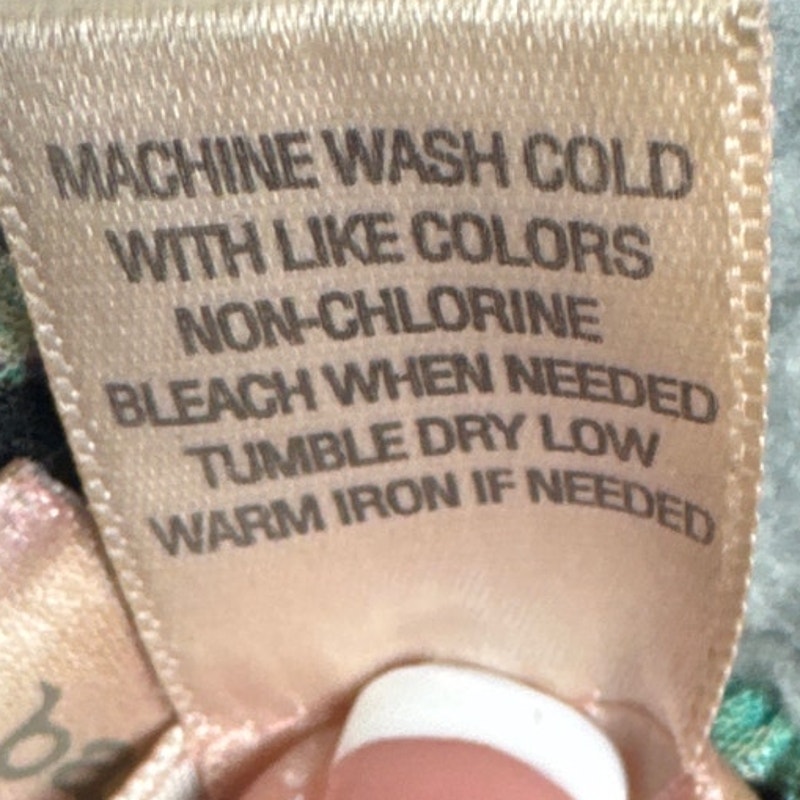 MACHINE WASH COLD
WITH LIKE COLORS
NON-CHLORINE
BLEACH WHEN NEEDED
TUMBLE DRY LOW
WARM IRON IF NEEDED